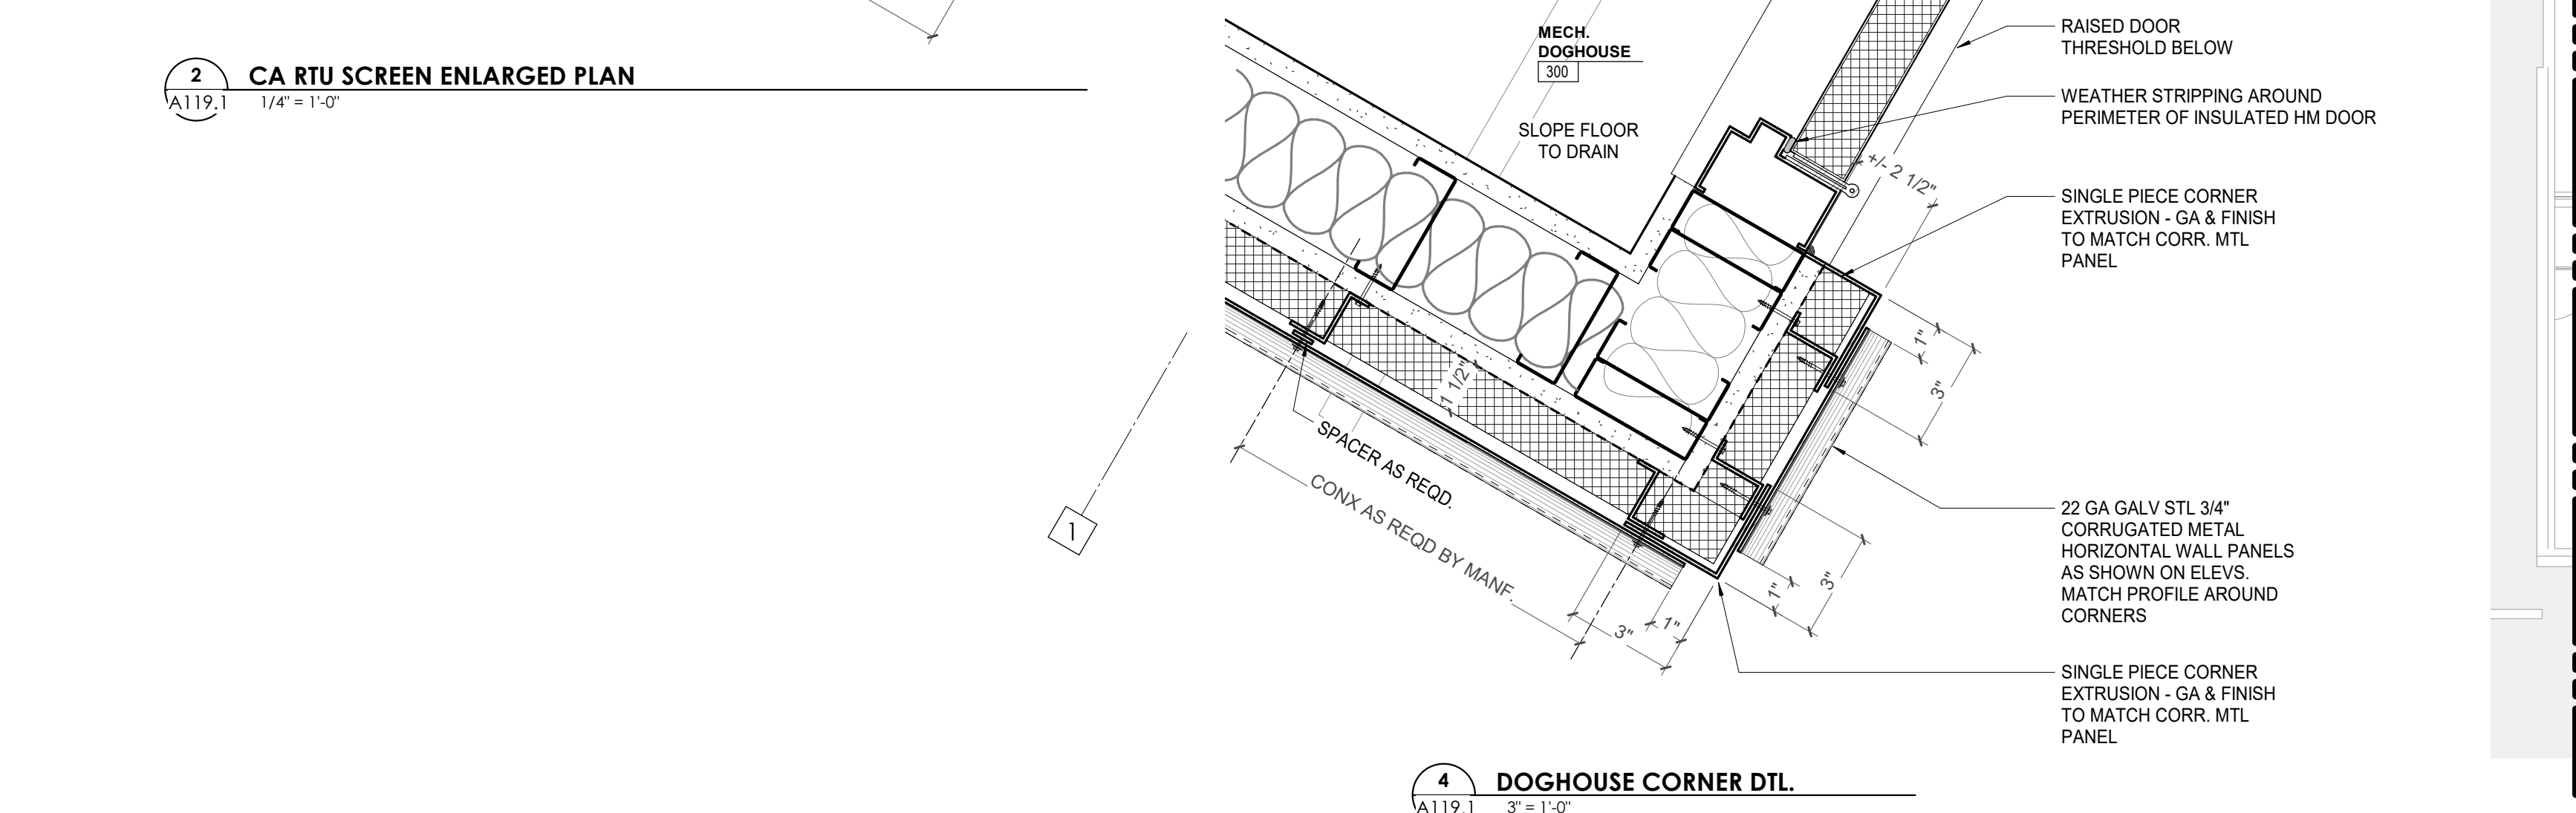 2
A119.1
CA RTU SCREEN ENLARGED PLAN
1/4" = 1'-0"
MECH.
DOGHOUSE
300
SLOPE FLOOR
TO DRAIN
RAISED DOOR
THRESHOLD BELOW
WEATHER STRIPPING AROUND
PERIMETER OF INSULATED HM DOOR
+/- 2 1/2"
SINGLE PIECE CORNER
EXTRUSION - GA & FINISH
TO MATCH CORR. MTL
PANEL
1"
3"
1 1/2"
SPACER AS REQD.
CONX AS REQD BY MANF.
1
22 GA GALV STL 3/4"
CORRUGATED METAL
HORIZONTAL WALL PANELS
AS SHOWN ON ELEVS.
MATCH PROFILE AROUND
CORNERS
1"
3"
3"
1"
SINGLE PIECE CORNER
EXTRUSION - GA & FINISH
TO MATCH CORR. MTL
PANEL
4
A119.1
DOGHOUSE CORNER DTL.
3" = 1'-0"